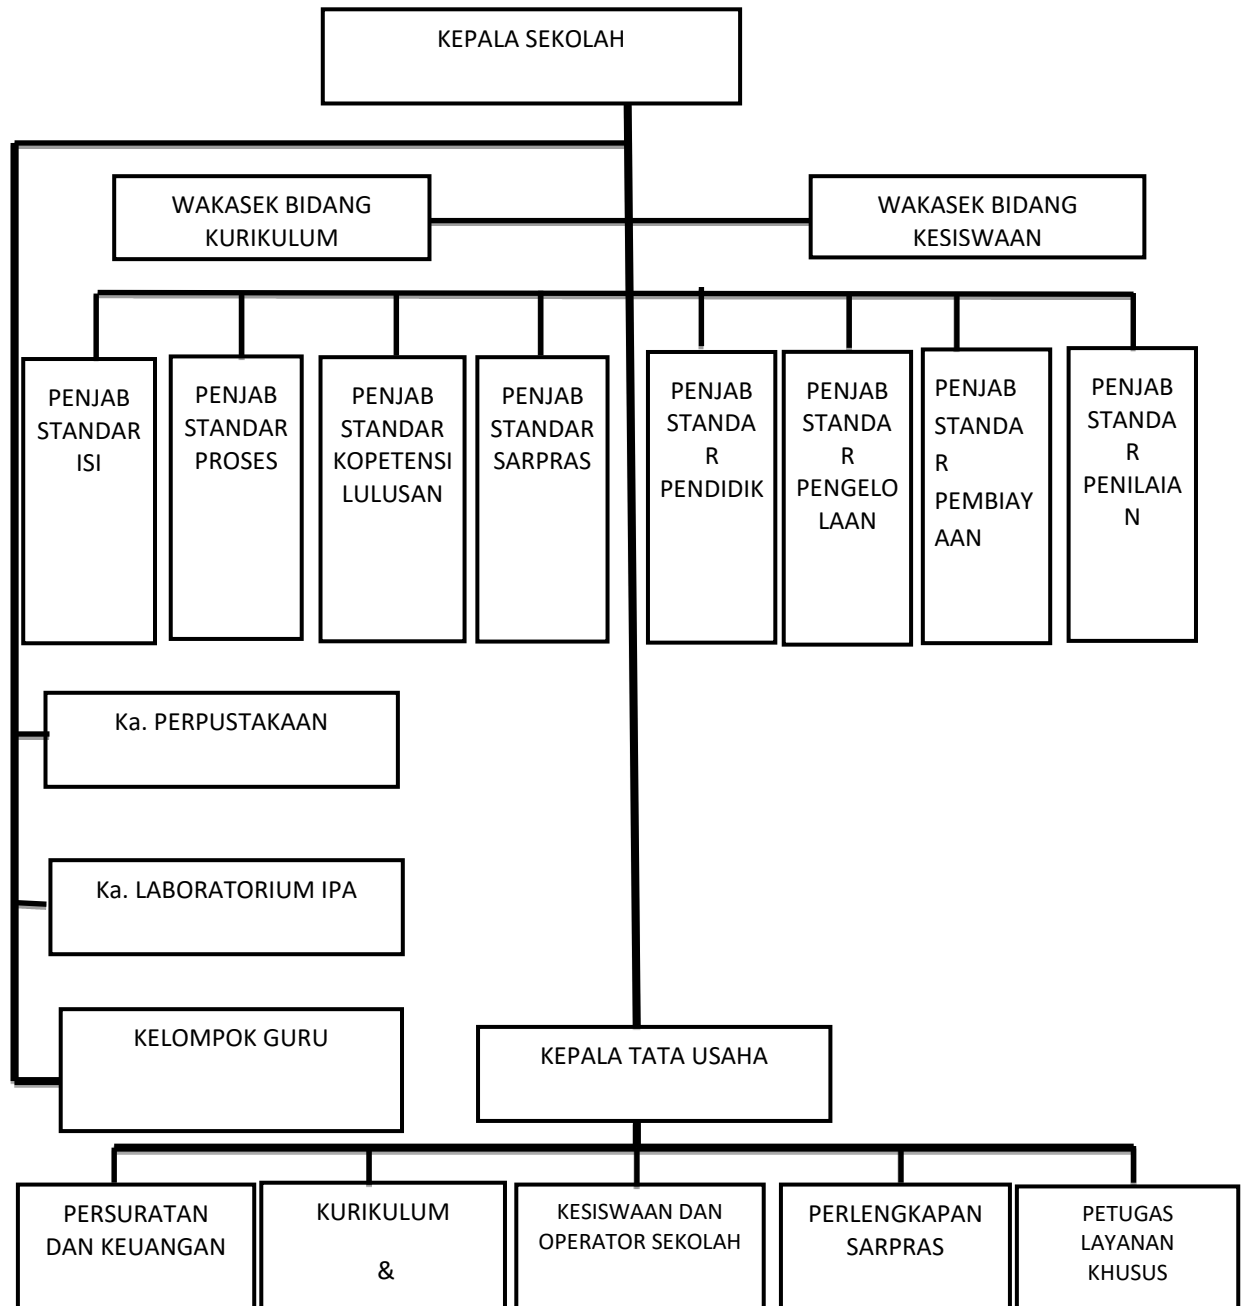 KEPALA SEKOLAH
WAKASEK BIDANG
KURIKULUM
WAKASEK BIDANG
KESISWAAN
PENJAB
STANDAR
ISI
PENJAB
STANDAR
PROSES
PENJAB
STANDAR
KOPETENSI
LULUSAN
PENJAB
STANDAR
SARPRAS
PENJAB
STANDA
R
PENDIDIK
PENJAB
STANDA
R
PENGELO
LAAN
PENJAB
STANDA
R
PEMBIAY
AAN
PENJAB
STANDA
R
PENILAIA
N
Ka. PERPUSTAKAAN
Ka. LABORATORIUM IPA
KELOMPOK GURU
KEPALA TATA USAHA
PERSURATAN
DAN KEUANGAN
KURIKULUM
&
KESISWAAN DAN
OPERATOR SEKOLAH
PERLENGKAPAN
SARPRAS
PETUGAS
LAYANAN
KHUSUS